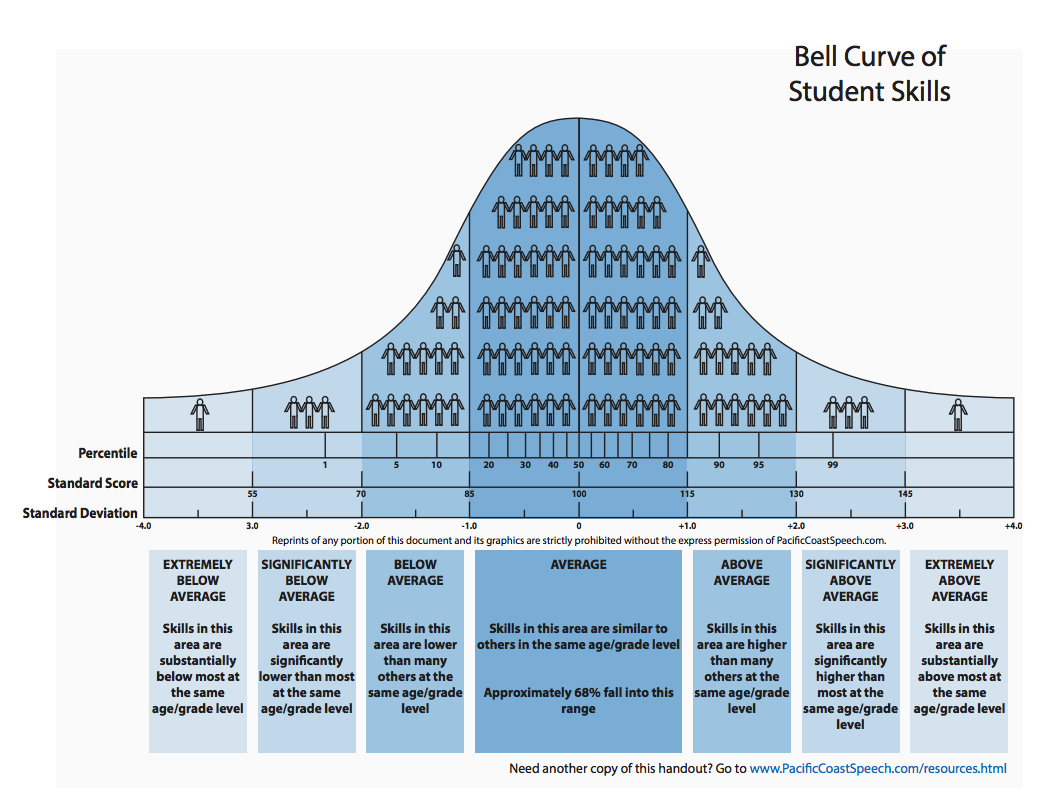 Bell Curve of
Student Skills
Percentile
1 5 10 20 30 40 50 60 70 80 90 95 99
Standard Score
55 70 85 100 115 130 145
Standard Deviation
-4.0 3.0 -2.0 -1.0 0 +1.0 +2.0 +3.0 +4.0
Reprints of any portion of this document and its graphics are strictly prohibited without the express permission of PacificCoastSpeech.com.
EXTREMELY
BELOW
AVERAGE
Skills in this
area are
substantially
below most at
the same
age/grade level
SIGNIFICANTLY
BELOW
AVERAGE
Skills in this
area are
significantly
lower than most
at the same
age/grade level
BELOW
AVERAGE
Skills in this
area are lower
than many
others at the
same age/grade
level
AVERAGE
Skills in this area are similar to
others in the same age/grade level
Approximately 68% fall into this
range
ABOVE
AVERAGE
Skills in this
area are higher
than many
others at the
same age/grade
level
SIGNIFICANTLY
ABOVE
AVERAGE
Skills in this
area are
significantly
higher than
most at the
same age/grade
level
EXTREMELY
ABOVE
AVERAGE
Skills in this
area are
substantially
above most at
the same
age/grade level
Need another copy of this handout? Go to www.PacificCoastSpeech.com/resources.html